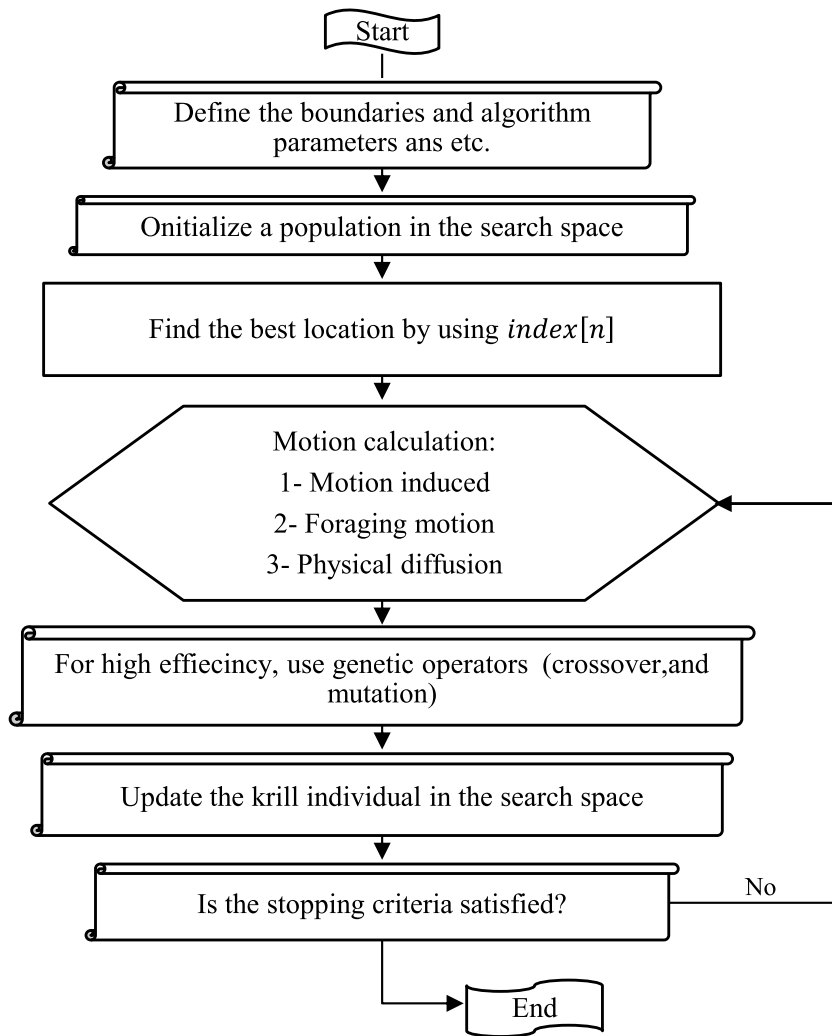 Start
Define the boundaries and algorithm
parameters ans etc.
Onitialize a population in the search space
Find the best location by using index[n]
Motion calculation:
1- Motion induced
2- Foraging motion
3- Physical diffusion
For high effiecincy, use genetic operators (crossover,and
mutation)
Update the krill individual in the search space
Is the stopping criteria satisfied?
No
End